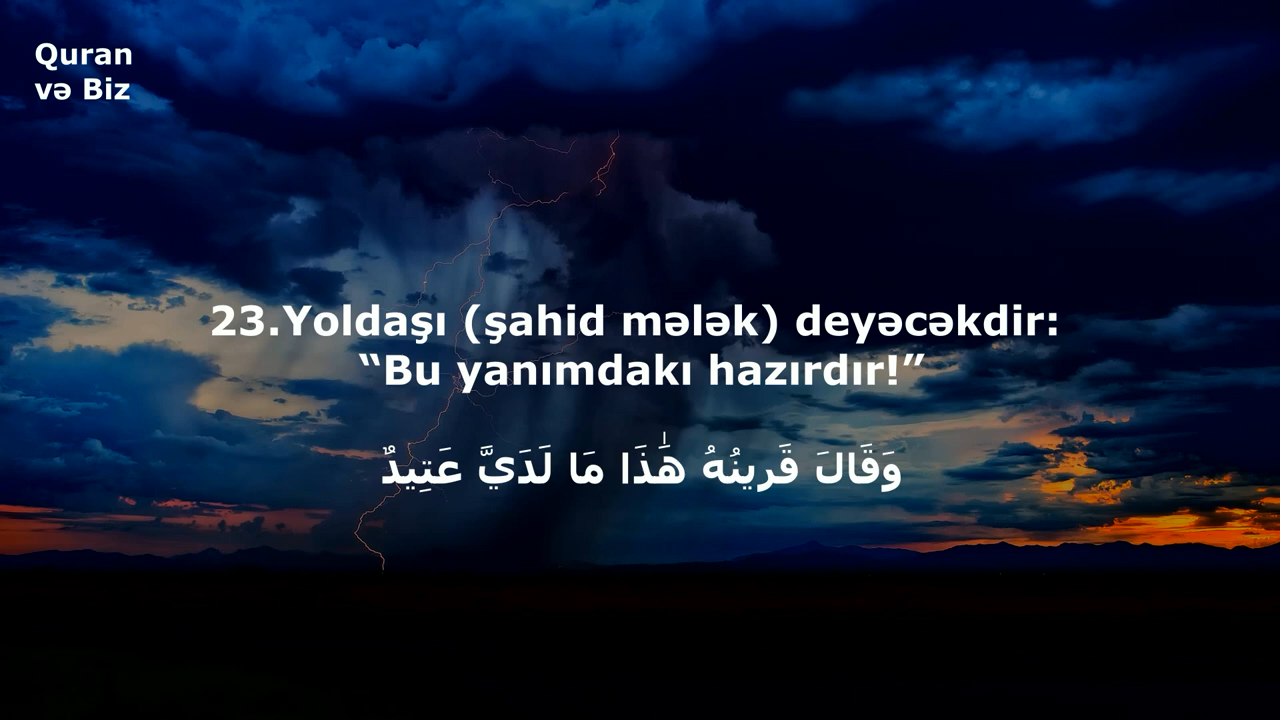 Quran
və Biz
23.Yoldaşı (şahid mələk) deyəcəkdir:
“Bu yanımdakı hazırdır!”
وَقَالَ قَرِينُهُ هَٰذَا مَا لَدَيَّ عَتِيدٌ